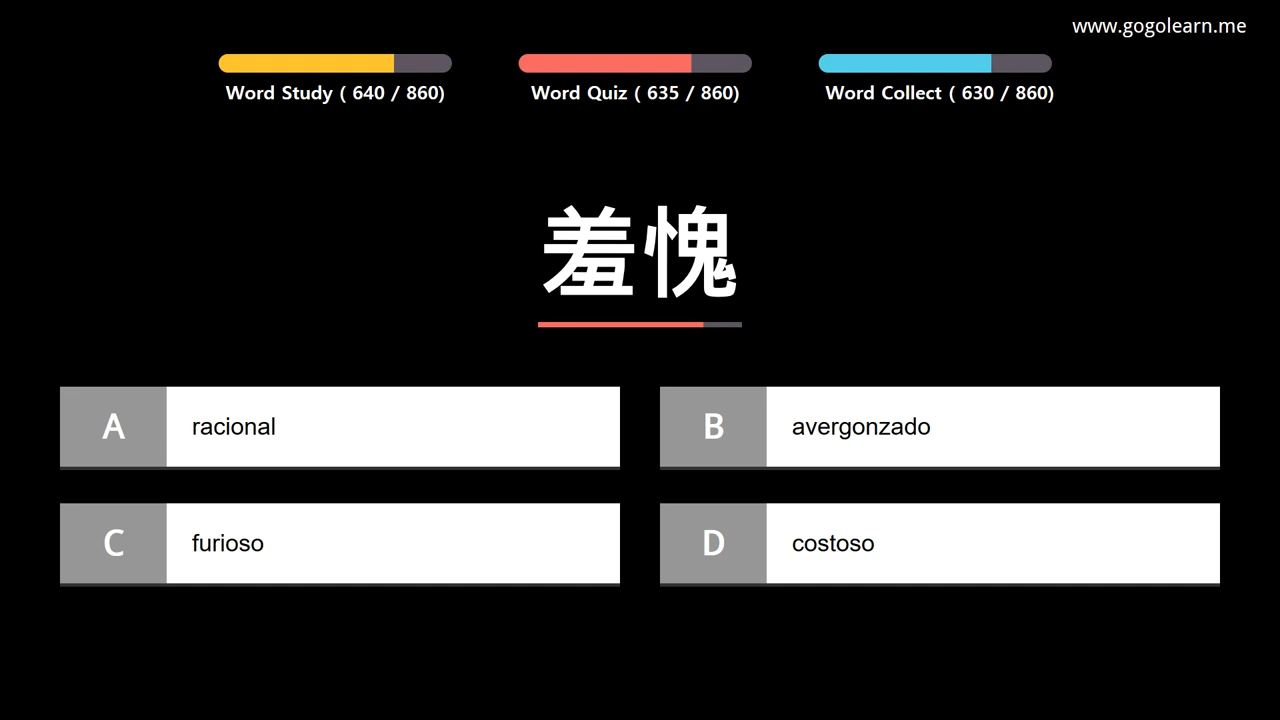 www.gogolearn.me
Word Study ( 640 / 860)
Word Quiz ( 635 / 860)
Word Collect ( 630 / 860)
羞愧
A racional
B avergonzado
C furioso
D costoso